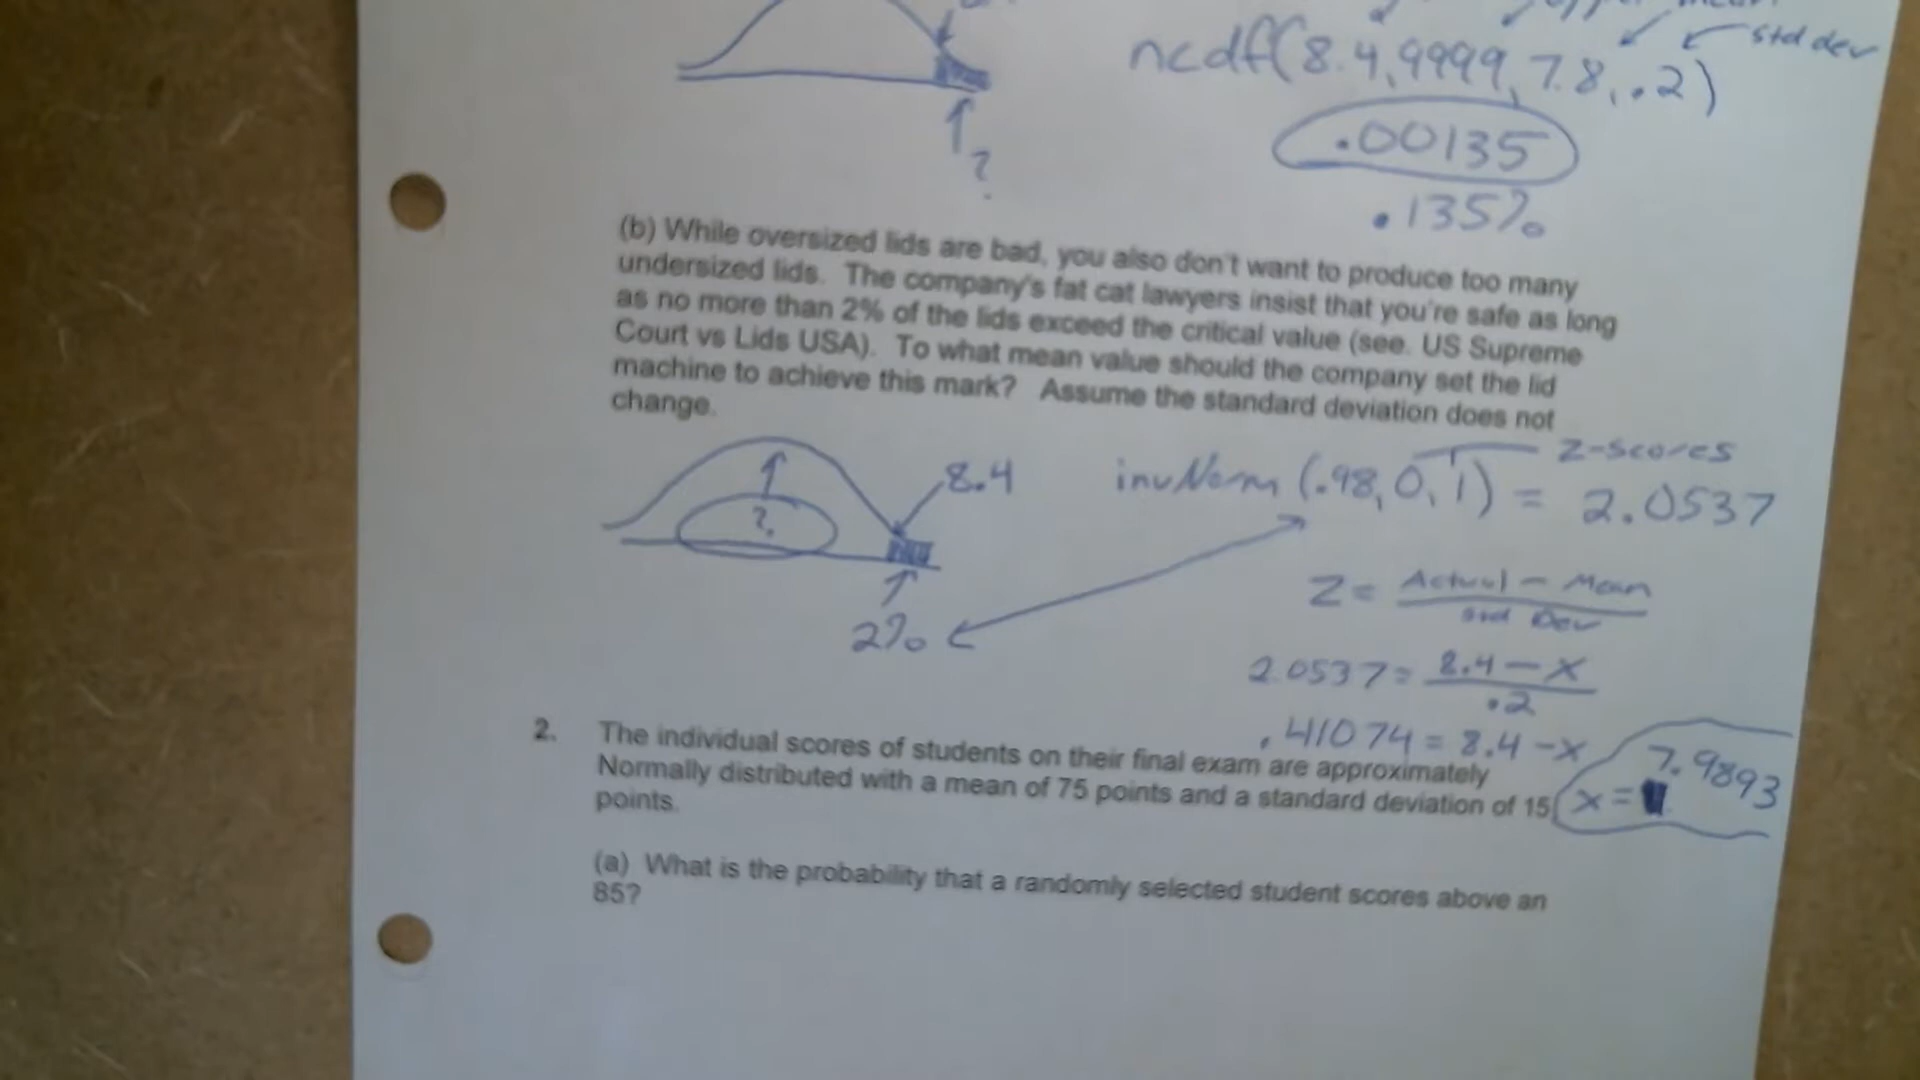 std dev
ncdf(8.4,9999,7.8,.2)
.00135
?
.135%
(b) While oversized lids are bad, you also don't want to produce too many
undersized lids. The company's fat cat lawyers insist that you're safe as long
as no more than 2% of the lids exceed the critical value (see. US Supreme
Court vs Lids USA). To what mean value should the company set the lid
machine to achieve this mark? Assume the standard deviation does not
change.
z-scores
8.4
invNorm (.98,0,1) = 2.0537
?
Z = Actual - Mean
std Dev
2%
2.0537 = 8.4 - x
.2
.41074 = 8.4 - x
2. The individual scores of students on their final exam are approximately
Normally distributed with a mean of 75 points and a standard deviation of 15
points.
x = 7.9893
(a) What is the probability that a randomly selected student scores above an
85?